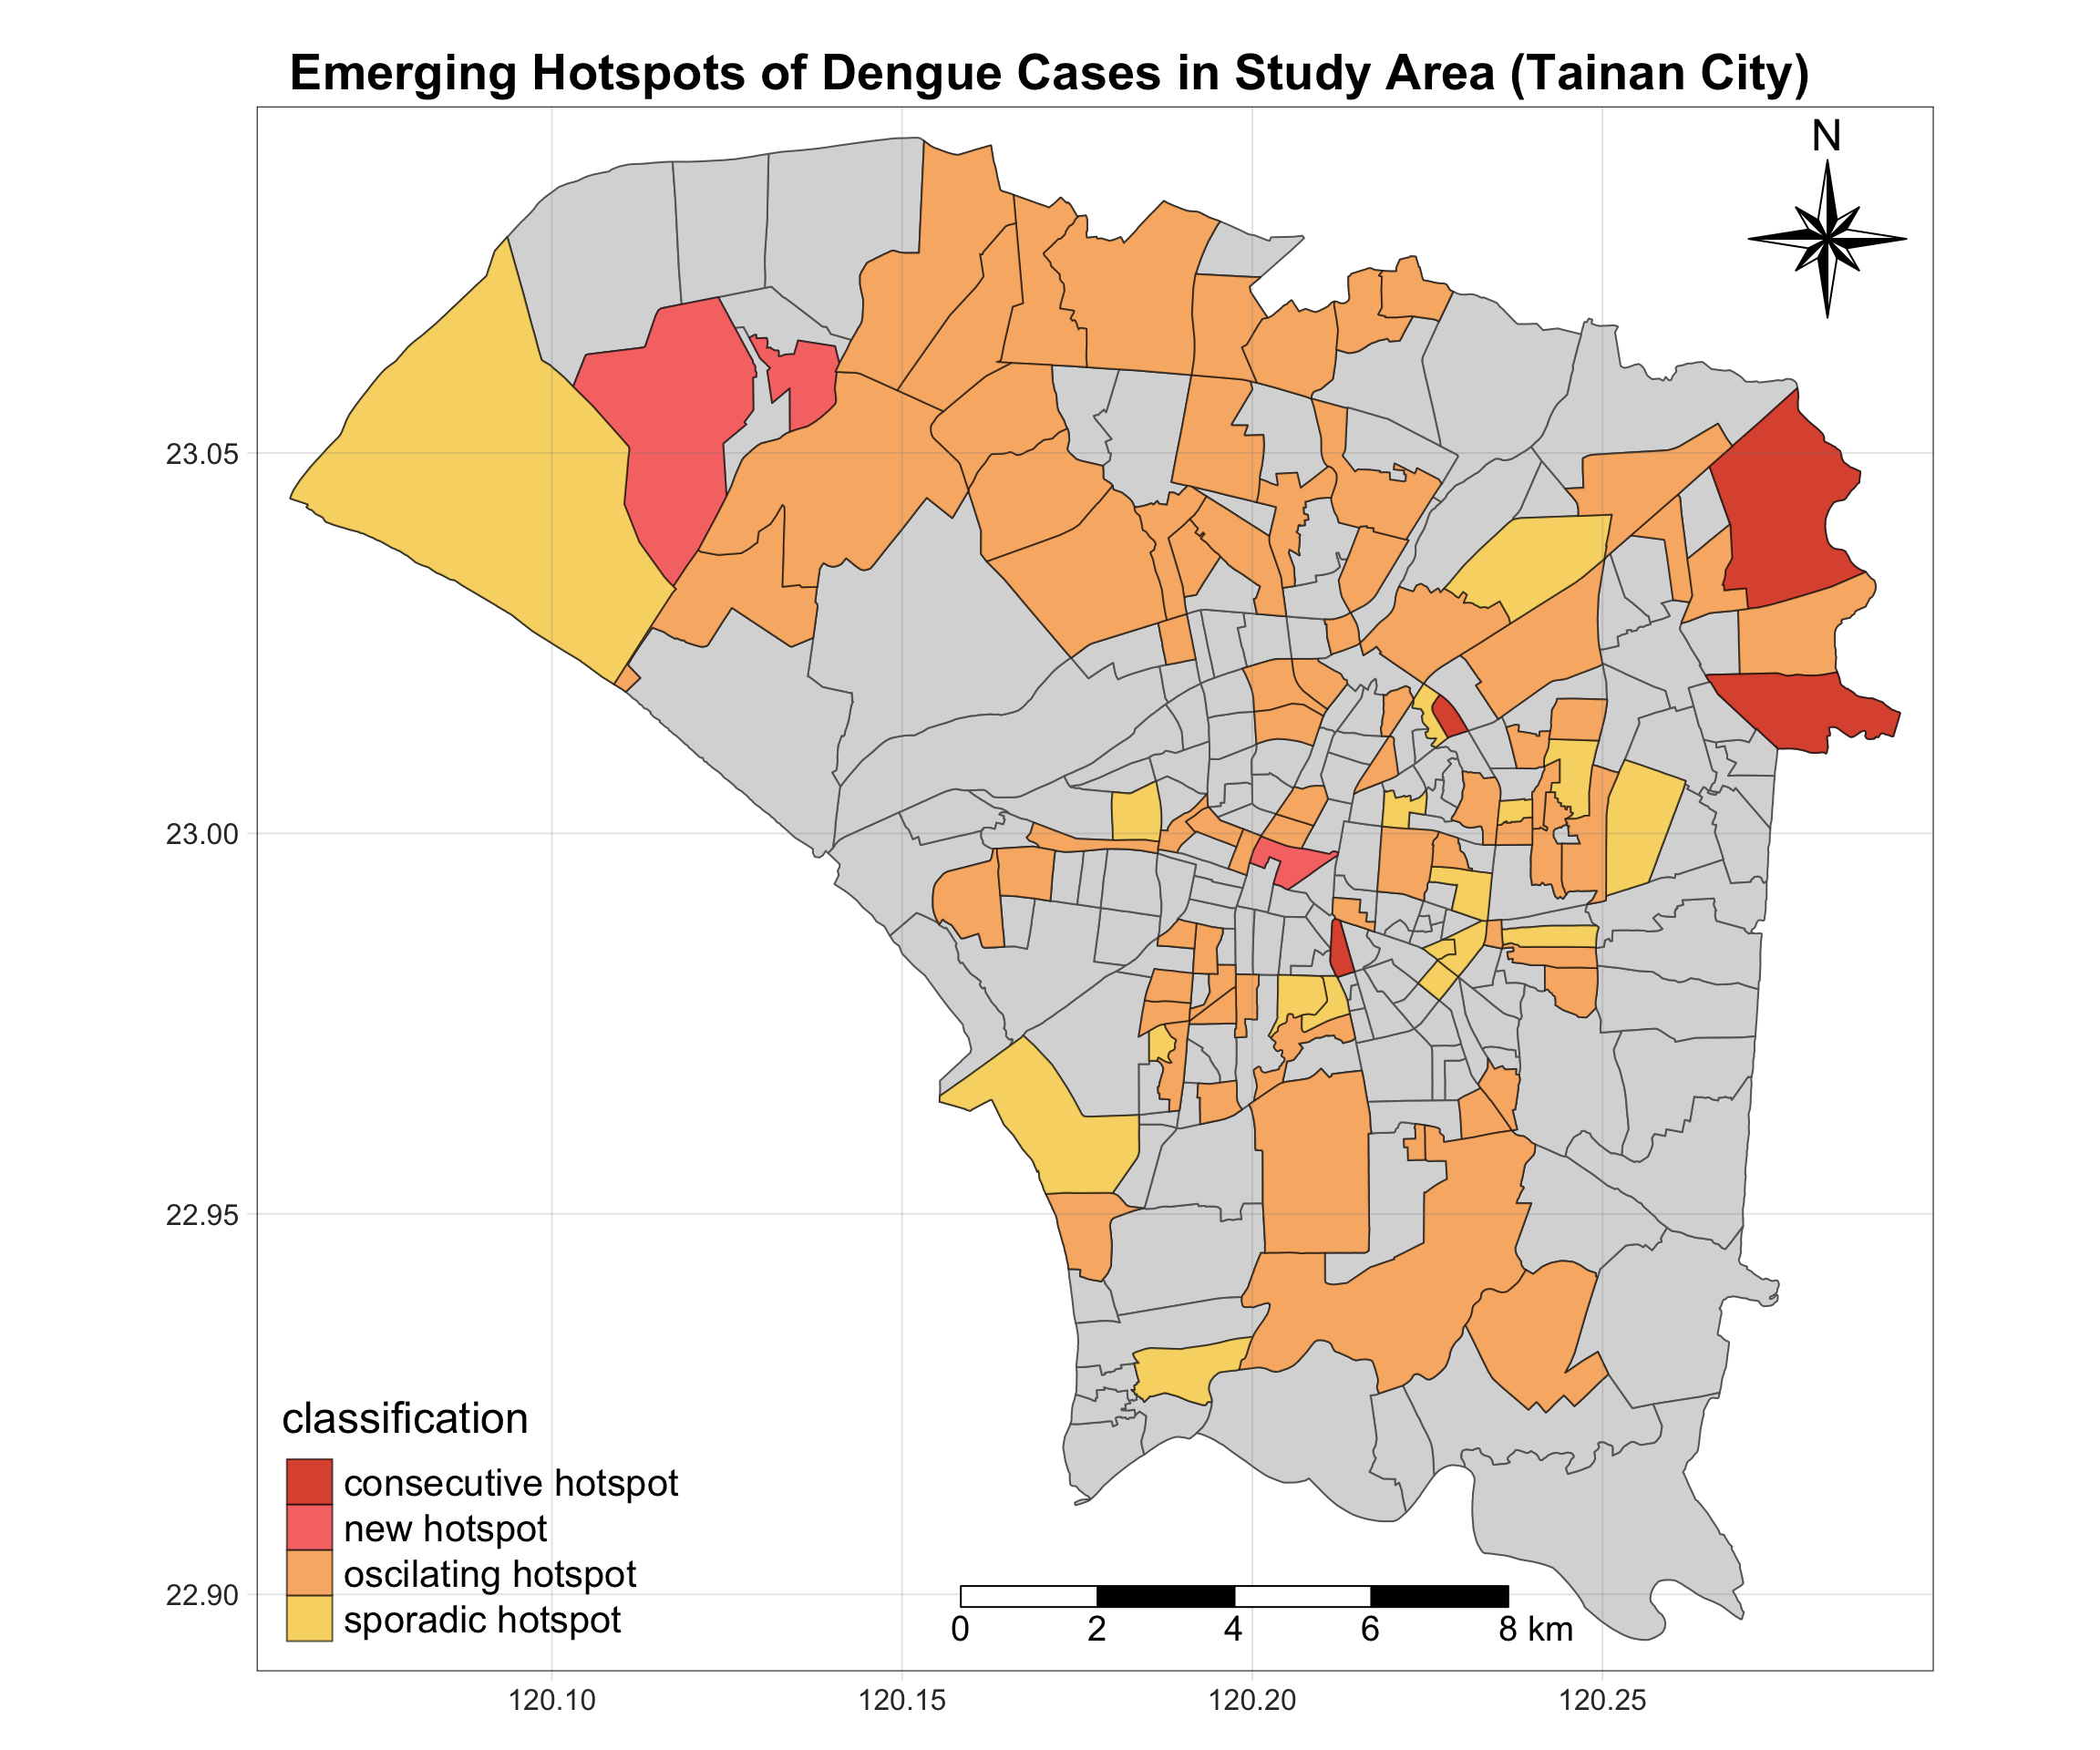 Emerging Hotspots of Dengue Cases in Study Area (Tainan City)
N
23.05
23.00
22.95
22.90
classification
consecutive hotspot
new hotspot
oscilating hotspot
sporadic hotspot
0 2 4 6 8 km
120.10 120.15 120.20 120.25